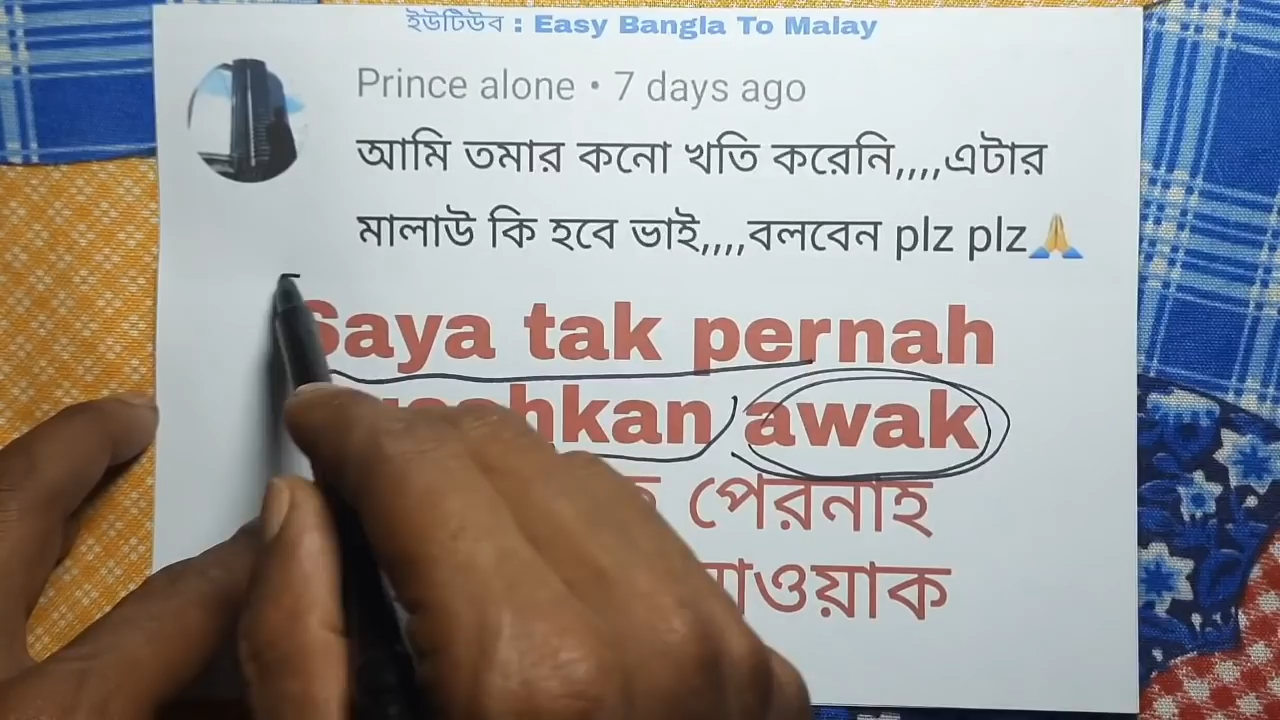 ইউটিউব : Easy Bangla To Malay
Prince alone • 7 days ago
আমি তমার কনো খতি করেনি,,,,এটার
মালাউ কি হবে ভাই,,,,বলবেন plz plz🙏
Saya tak pernah
awak
পেরনাহ